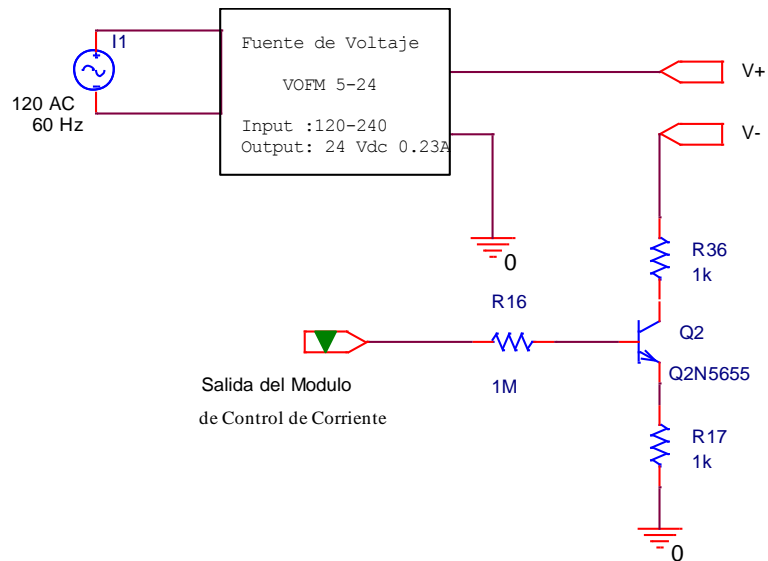 I1
120 AC
60 Hz
Fuente de Voltaje
VOFM 5-24
Input :120-240
Output: 24 Vdc 0.23A
V+
V-
0
R36
1k
R16
1M
Q2
Q2N5655
Salida del Modulo
de Control de Corriente
R17
1k
0